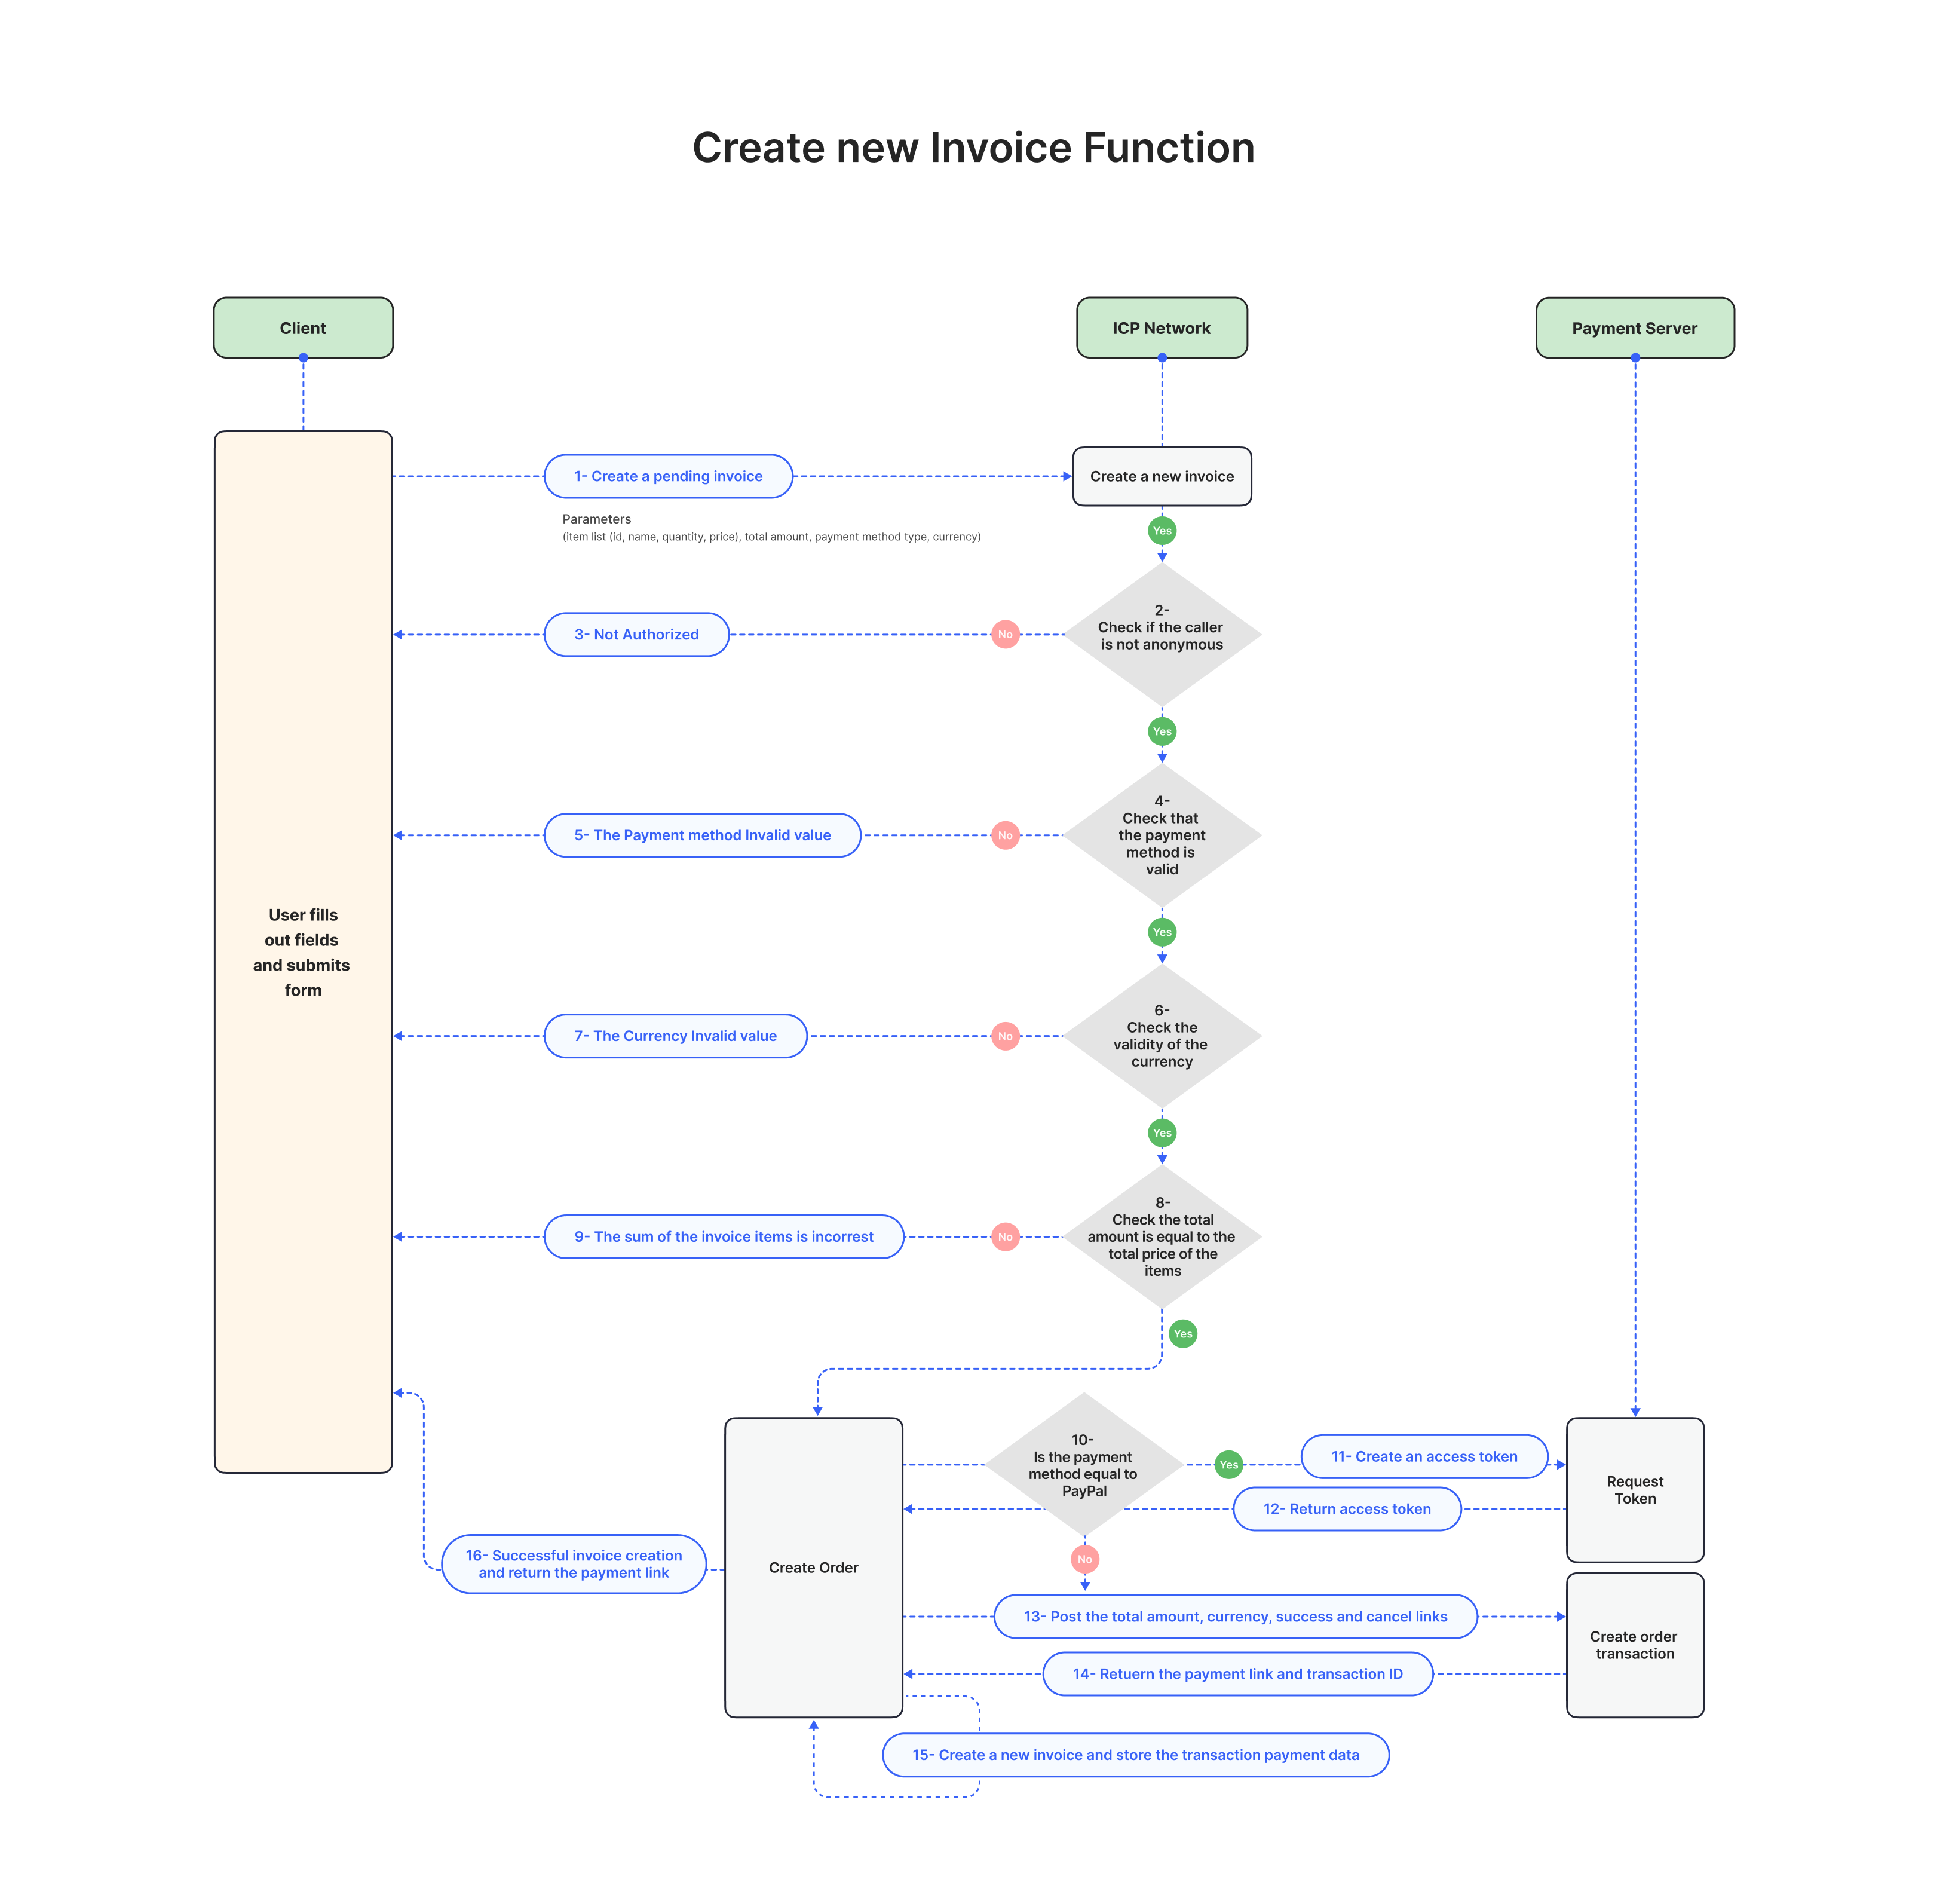 Create new Invoice Function
Client
ICP Network
Payment Server
1- Create a pending invoice
Create a new invoice
Parameters
(item list (id, name, quantity, price), total amount, payment method type, currency)
Yes
2-
Check if the caller
is not anonymous
No
3- Not Authorized
Yes
4-
Check that
the payment
method is
valid
No
5- The Payment method Invalid value
Yes
User fills
out fields
and submits
form
6-
Check the
validity of the
currency
No
7- The Currency Invalid value
Yes
8-
Check the total
amount is equal to the
total price of the
items
No
9- The sum of the invoice items is incorrest
Yes
Create Order
10-
Is the payment
method equal to
PayPal
Yes
11- Create an access token
Request
Token
12- Return access token
No
13- Post the total amount, currency, success and cancel links
Create order
transaction
14- Retuern the payment link and transaction ID
15- Create a new invoice and store the transaction payment data
16- Successful invoice creation
and return the payment link